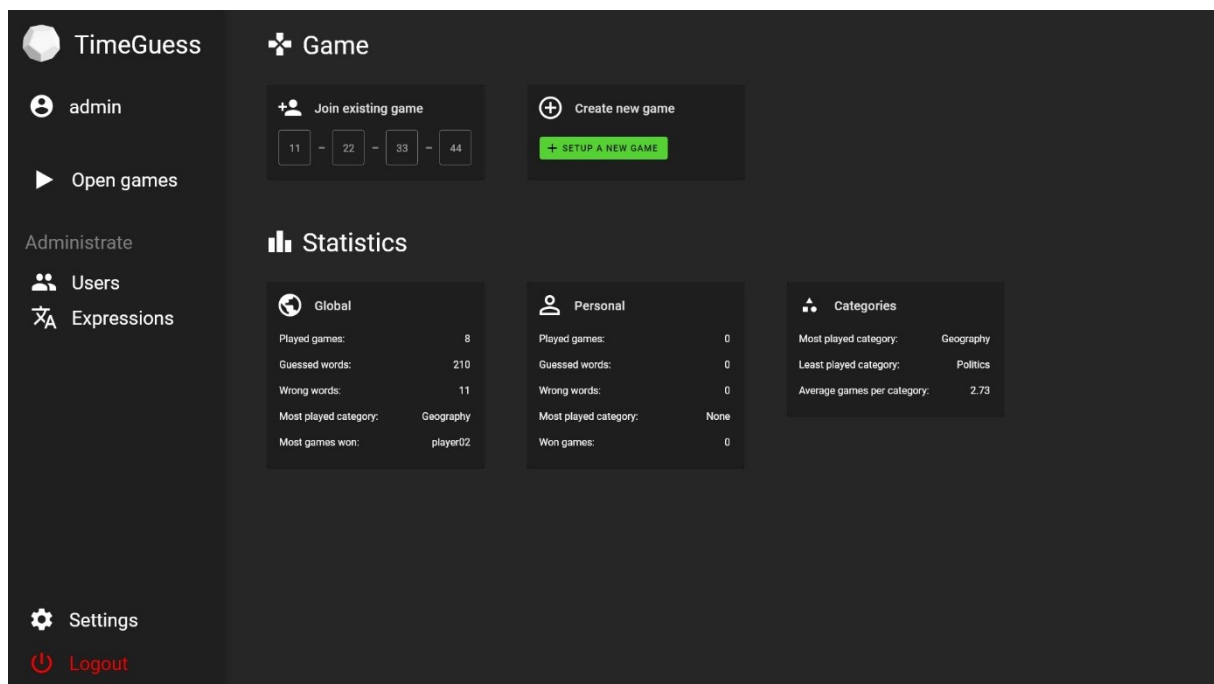 TimeGuess
admin
Open games
Administrate
Users
Expressions
Settings
Logout
Game
Join existing game
11 - 22 - 33 - 44
Create new game
+ SETUP A NEW GAME
Statistics
Global
Played games: 8
Guessed words: 210
Wrong words: 11
Most played category: Geography
Most games won: player02
Personal
Played games: 0
Guessed words: 0
Wrong words: 0
Most played category: None
Won games: 0
Categories
Most played category: Geography
Least played category: Politics
Average games per category: 2.73